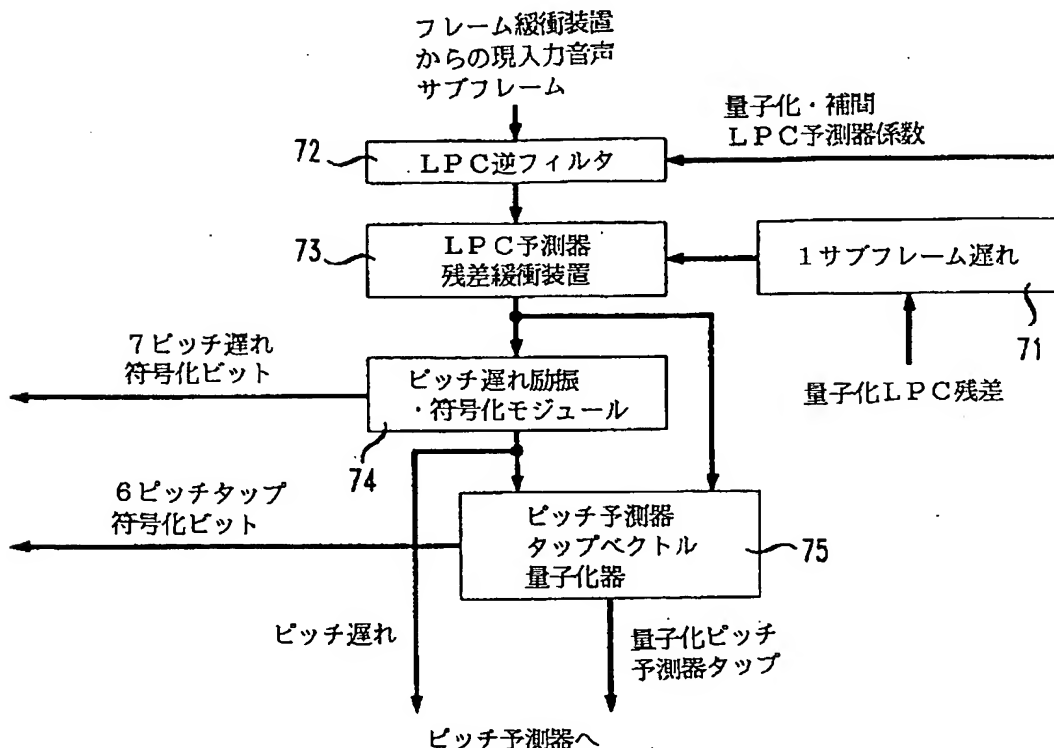 フレーム緩衝装置
からの現入力音声
サブフレーム
量子化・補間
LPC予測器係数
72
LPC逆フィルタ
73
LPC予測器
残差緩衝装置
1サブフレーム遅れ
71
7ピッチ遅れ
符号化ビット
ピッチ遅れ励振
・符号化モジュール
量子化LPC残差
74
6ピッチタップ
符号化ビット
ピッチ予測器
タップベクトル
量子化器
75
ピッチ遅れ
量子化ピッチ
予測器タップ
ピッチ予測器へ